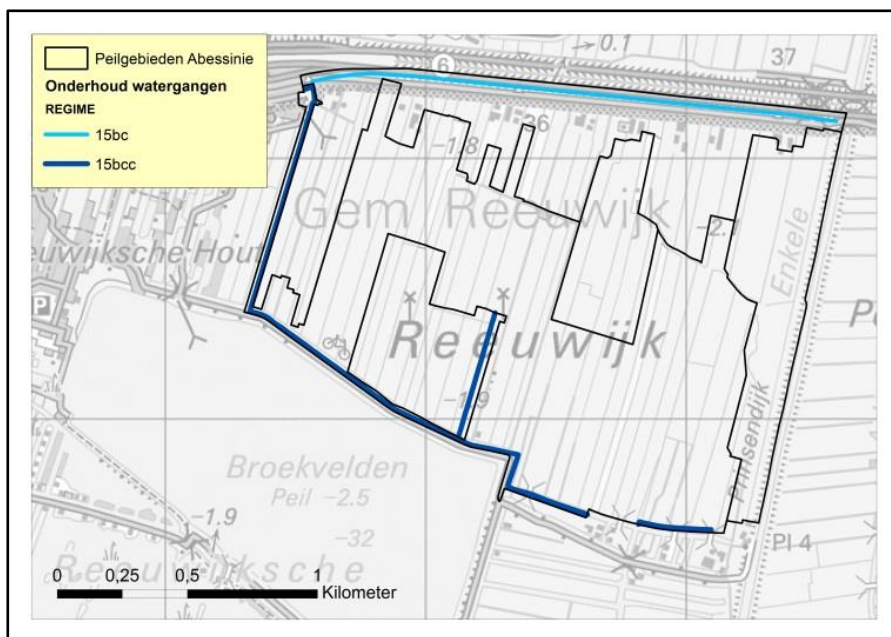 Peilgebieden Abessinie
Onderhoud watergangen
REGIME
15bc
15bcc
0.1
6
37
36
-1.8
Gem Reeuwijk
-2.1
euwijksche Hout
Enkele
P
Reeuwijk
-1.9
Prinsendijk
Broekvelden
Peil -2.5
-1.9
-32
Reeuwijksche
Pl 4
0 0,25 0,5 1
Kilometer